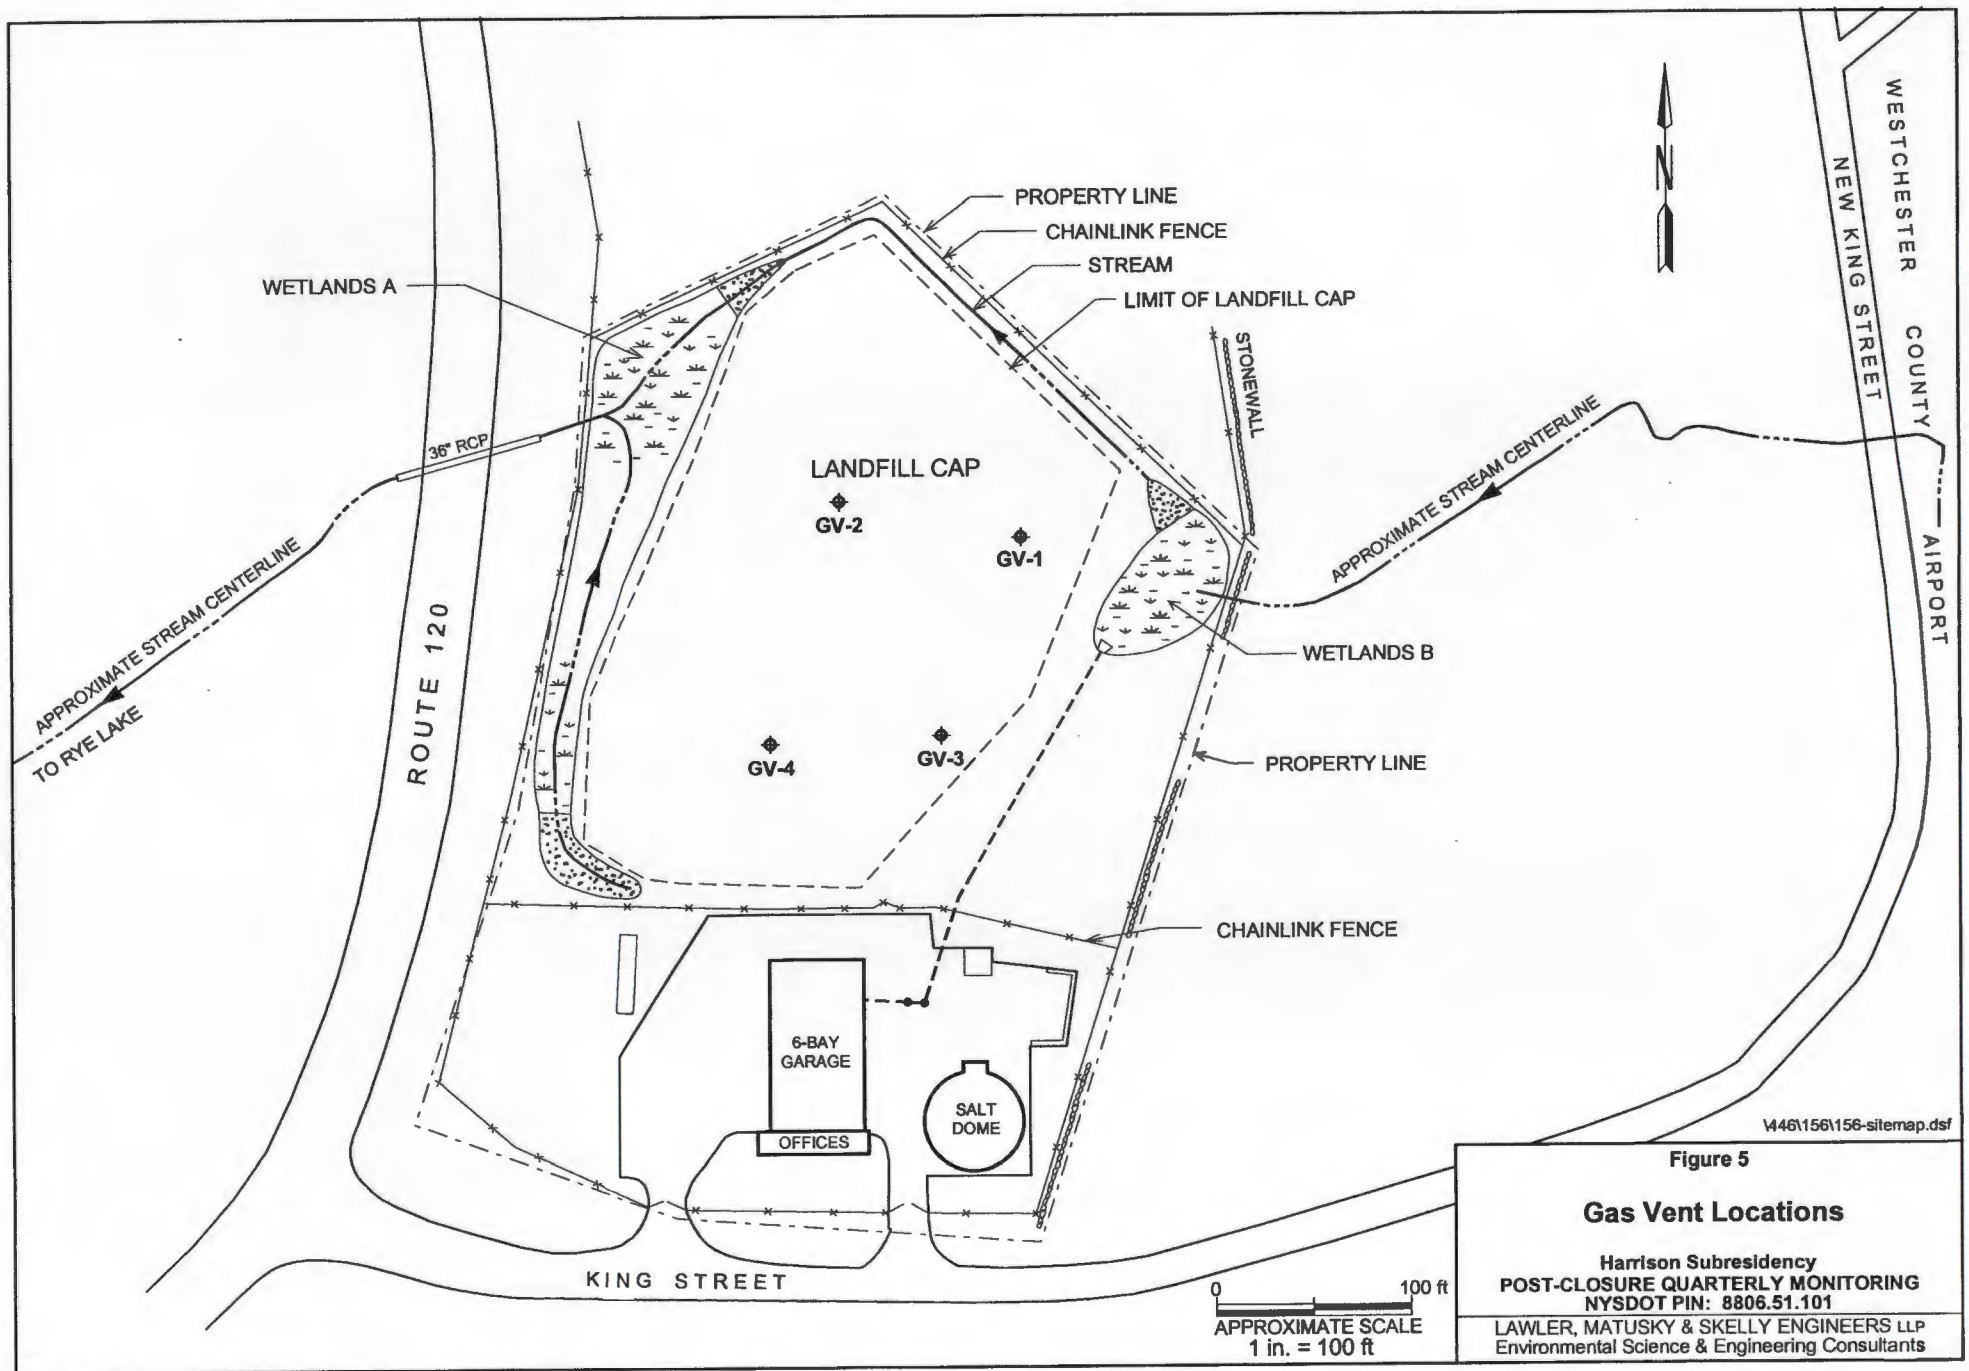 PROPERTY LINE
CHAINLINK FENCE
STREAM
LIMIT OF LANDFILL CAP
WETLANDS A
N
WESTCHESTER COUNTY AIRPORT
NEW KING STREET
STONEWALL
36" RCP
LANDFILL CAP
GV-2
GV-1
APPROXIMATE STREAM CENTERLINE
APPROXIMATE STREAM CENTERLINE
TO RYE LAKE
ROUTE 120
WETLANDS B
GV-4
GV-3
PROPERTY LINE
CHAINLINK FENCE
6-BAY
GARAGE
OFFICES
SALT
DOME
KING STREET
0 100 ft
APPROXIMATE SCALE
1 in. = 100 ft
\446\156\156-sitemap.dsf
Figure 5
Gas Vent Locations
Harrison Subresidency
POST-CLOSURE QUARTERLY MONITORING
NYSDOT PIN: 8806.51.101
LAWLER, MATUSKY & SKELLY ENGINEERS LLP
Environmental Science & Engineering Consultants